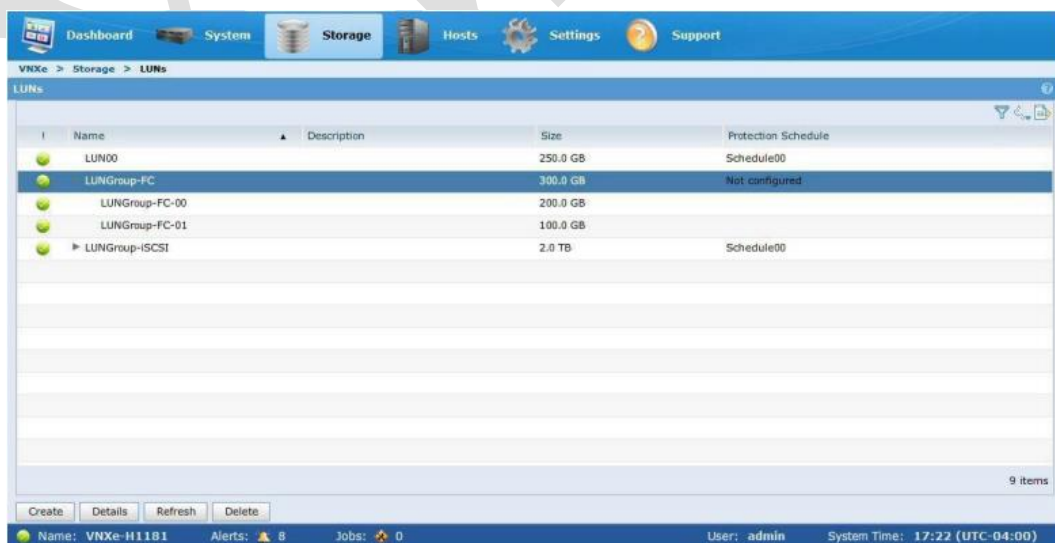 Dashboard System Storage Hosts Settings Support
VNXe > Storage > LUNs
LUNs
! Name Description Size Protection Schedule
LUN00 250.0 GB Schedule00
LUNGroup-FC 300.0 GB Not configured
LUNGroup-FC-00 200.0 GB
LUNGroup-FC-01 100.0 GB
LUNGroup-iSCSI 2.0 TB Schedule00
9 items
Create Details Refresh Delete
Name: VNXe-H1181 Alerts: 8 Jobs: 0 User: admin System Time: 17:22 (UTC-04:00)